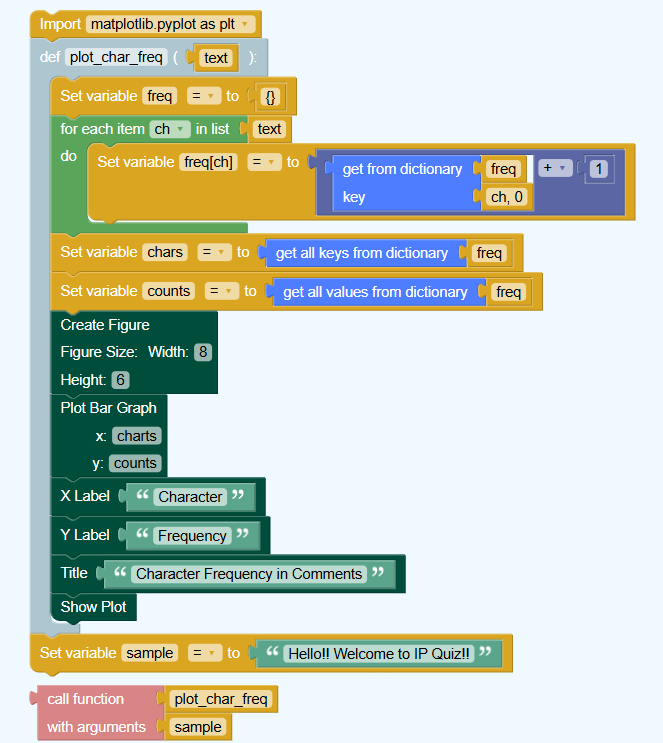 Import matplotlib.pyplot as plt
def plot_char_freq ( text ):
Set variable freq = to {}
for each item ch in list text
do Set variable freq[ch] = to get from dictionary freq + 1
key ch, 0
Set variable chars = to get all keys from dictionary freq
Set variable counts = to get all values from dictionary freq
Create Figure
Figure Size: Width: 8
Height: 6
Plot Bar Graph
x: charts
y: counts
X Label “ Character ”
Y Label “ Frequency ”
Title “ Character Frequency in Comments ”
Show Plot
Set variable sample = to “ Hello!! Welcome to IP Quiz!! ”
call function plot_char_freq
with arguments sample